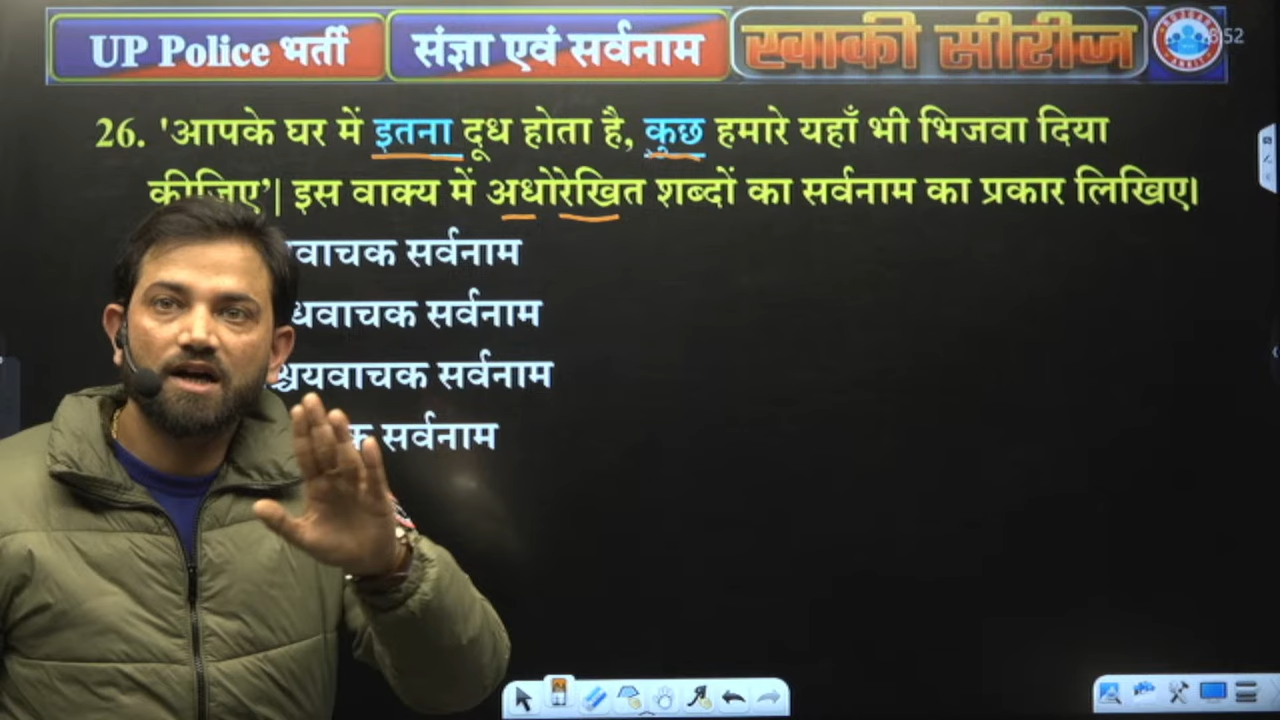 UP Police भर्ती
संज्ञा एवं सर्वनाम
खाकी सीरीज
26. 'आपके घर में इतना दूध होता है, कुछ हमारे यहाँ भी भिजवा दिया
कीजिए’| इस वाक्य में अधोरेखित शब्दों का सर्वनाम का प्रकार लिखिए।
वाचक सर्वनाम
धवाचक सर्वनाम
श्चयवाचक सर्वनाम
क सर्वनाम